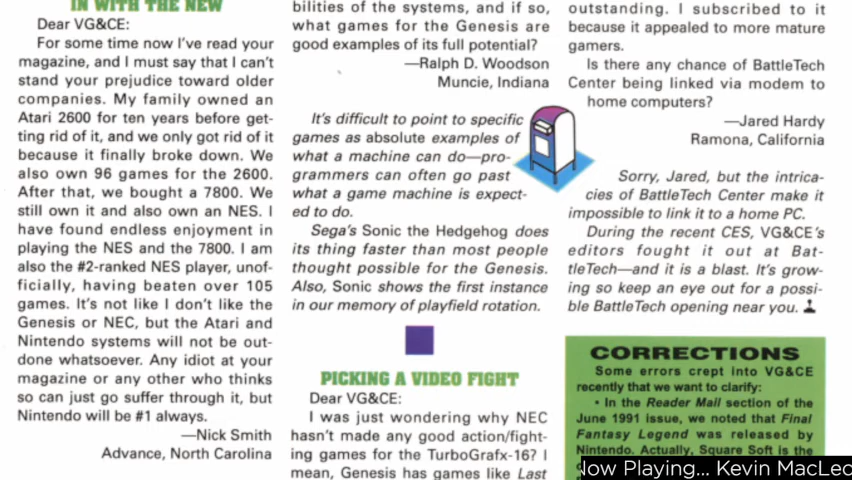 IN WITH THE NEW
Dear VG&CE:
For some time now I've read your
magazine, and I must say that I can't
stand your prejudice toward older
companies. My family owned an
Atari 2600 for ten years before get-
ting rid of it, and we only got rid of it
because it finally broke down. We
also own 96 games for the 2600.
After that, we bought a 7800. We
still own it and also own an NES. I
have found endless enjoyment in
playing the NES and the 7800. I am
also the #2-ranked NES player, unof-
ficially, having beaten over 105
games. It's not like I don't like the
Genesis or NEC, but the Atari and
Nintendo systems will not be out-
done whatsoever. Any idiot at your
magazine or any other who thinks
so can just go suffer through it, but
Nintendo will be #1 always.
—Nick Smith
Advance, North Carolina
bilities of the systems, and if so,
what games for the Genesis are
good examples of its full potential?
—Ralph D. Woodson
Muncie, Indiana
It's difficult to point to specific
games as absolute examples of
what a machine can do—pro-
grammers can often go past
what a game machine is expect-
ed to do.
Sega's Sonic the Hedgehog does
its thing faster than most people
thought possible for the Genesis.
Also, Sonic shows the first instance
in our memory of playfield rotation.
PICKING A VIDEO FIGHT
Dear VG&CE:
I was just wondering why NEC
hasn't made any good action/fight-
ing games for the TurboGrafx-16? I
mean, Genesis has games like Last
outstanding. I subscribed to it
because it appealed to more mature
gamers.
Is there any chance of BattleTech
Center being linked via modem to
home computers?
—Jared Hardy
Ramona, California
Sorry, Jared, but the intrica-
cies of BattleTech Center make it
impossible to link it to a home PC.
During the recent CES, VG&CE's
editors fought it out at Bat-
tleTech—and it is a blast. It's grow-
ing so keep an eye out for a possi-
ble BattleTech opening near you.
CORRECTIONS
Some errors crept into VG&CE
recently that we want to clarify:
• In the Reader Mail section of the
June 1991 issue, we noted that Final
Fantasy Legend was released by
Nintendo. Actually, Square Soft is the
Now Playing... Kevin MacLeo